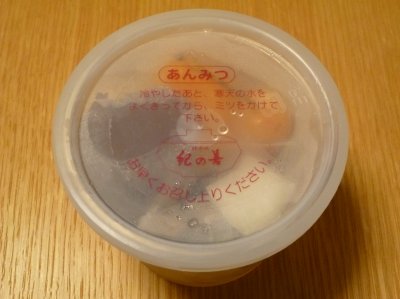 あんみつ
冷やしたあと、寒天の水を
よくきってから、ミツをかけて
下さい。
紀の善
お早くお召し上りください。